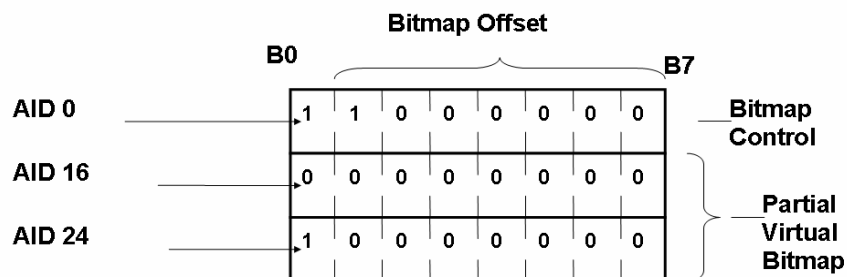 Bitmap Offset
B0
B7
AID 0
1 1 0 0 0 0 0 0
Bitmap
Control
AID 16
0 0 0 0 0 0 0 0
AID 24
1 0 0 0 0 0 0 0
Partial
Virtual
Bitmap